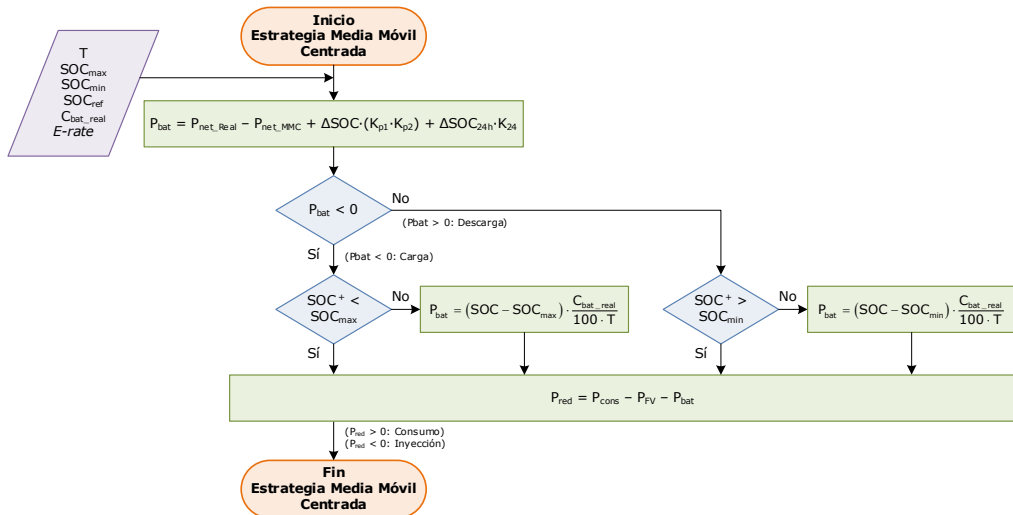 Inicio
Estrategia Media Móvil
Centrada
T
SOCmax
SOCmin
SOCref
Cbat_real
E-rate
Pbat = Pnet_Real − Pnet_MMC + ΔSOC·(Kp1·Kp2) + ΔSOC24h·K24
Pbat < 0
No
(Pbat > 0: Descarga)
Sí
(Pbat < 0: Carga)
SOC⁺ <
SOCmax
No
Pbat = (SOC − SOCmax) · Cbat_real / 100 · T
Sí
SOC⁺ >
SOCmin
No
Pbat = (SOC − SOCmin) · Cbat_real / 100 · T
Sí
Pred = Pcons − PFV − Pbat
(Pred > 0: Consumo)
(Pred < 0: Inyección)
Fin
Estrategia Media Móvil
Centrada